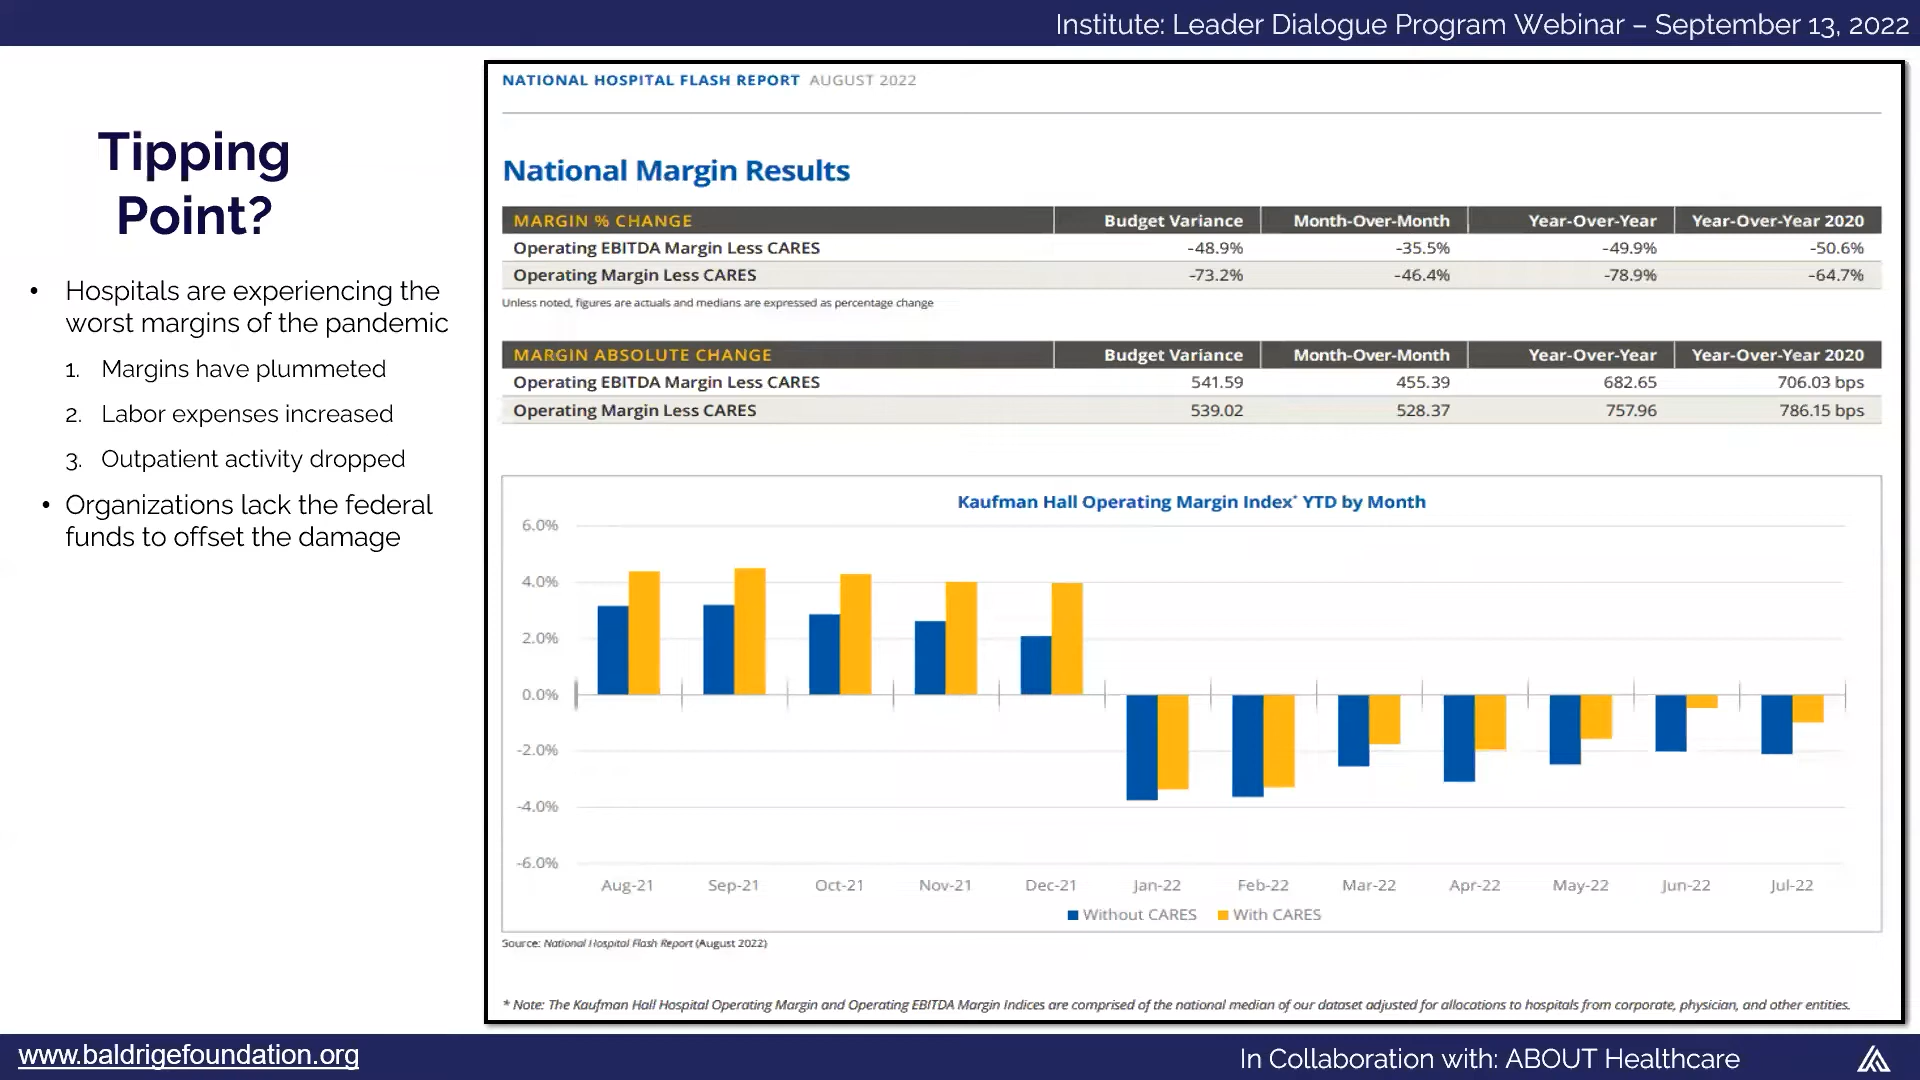 Institute: Leader Dialogue Program Webinar – September 13, 2022
Tipping
Point?
• Hospitals are experiencing the
worst margins of the pandemic
1. Margins have plummeted
2. Labor expenses increased
3. Outpatient activity dropped
• Organizations lack the federal
funds to offset the damage
NATIONAL HOSPITAL FLASH REPORT AUGUST 2022
National Margin Results
MARGIN % CHANGE Budget Variance Month-Over-Month Year-Over-Year Year-Over-Year 2020
Operating EBITDA Margin Less CARES -48.9% -35.5% -49.9% -50.6%
Operating Margin Less CARES -73.2% -46.4% -78.9% -64.7%
Unless noted, figures are actuals and medians are expressed as percentage change
MARGIN ABSOLUTE CHANGE Budget Variance Month-Over-Month Year-Over-Year Year-Over-Year 2020
Operating EBITDA Margin Less CARES 541.59 455.39 682.65 706.03 bps
Operating Margin Less CARES 539.02 528.37 757.96 786.15 bps
Kaufman Hall Operating Margin Index* YTD by Month
6.0%
4.0%
2.0%
0.0%
-2.0%
-4.0%
-6.0%
Aug-21 Sep-21 Oct-21 Nov-21 Dec-21 Jan-22 Feb-22 Mar-22 Apr-22 May-22 Jun-22 Jul-22
Without CARES With CARES
Source: National Hospital Flash Report (August 2022)
* Note: The Kaufman Hall Hospital Operating Margin and Operating EBITDA Margin Indices are comprised of the national median of our dataset adjusted for allocations to hospitals from corporate, physician, and other entities.
www.baldrigefoundation.org
In Collaboration with: ABOUT Healthcare